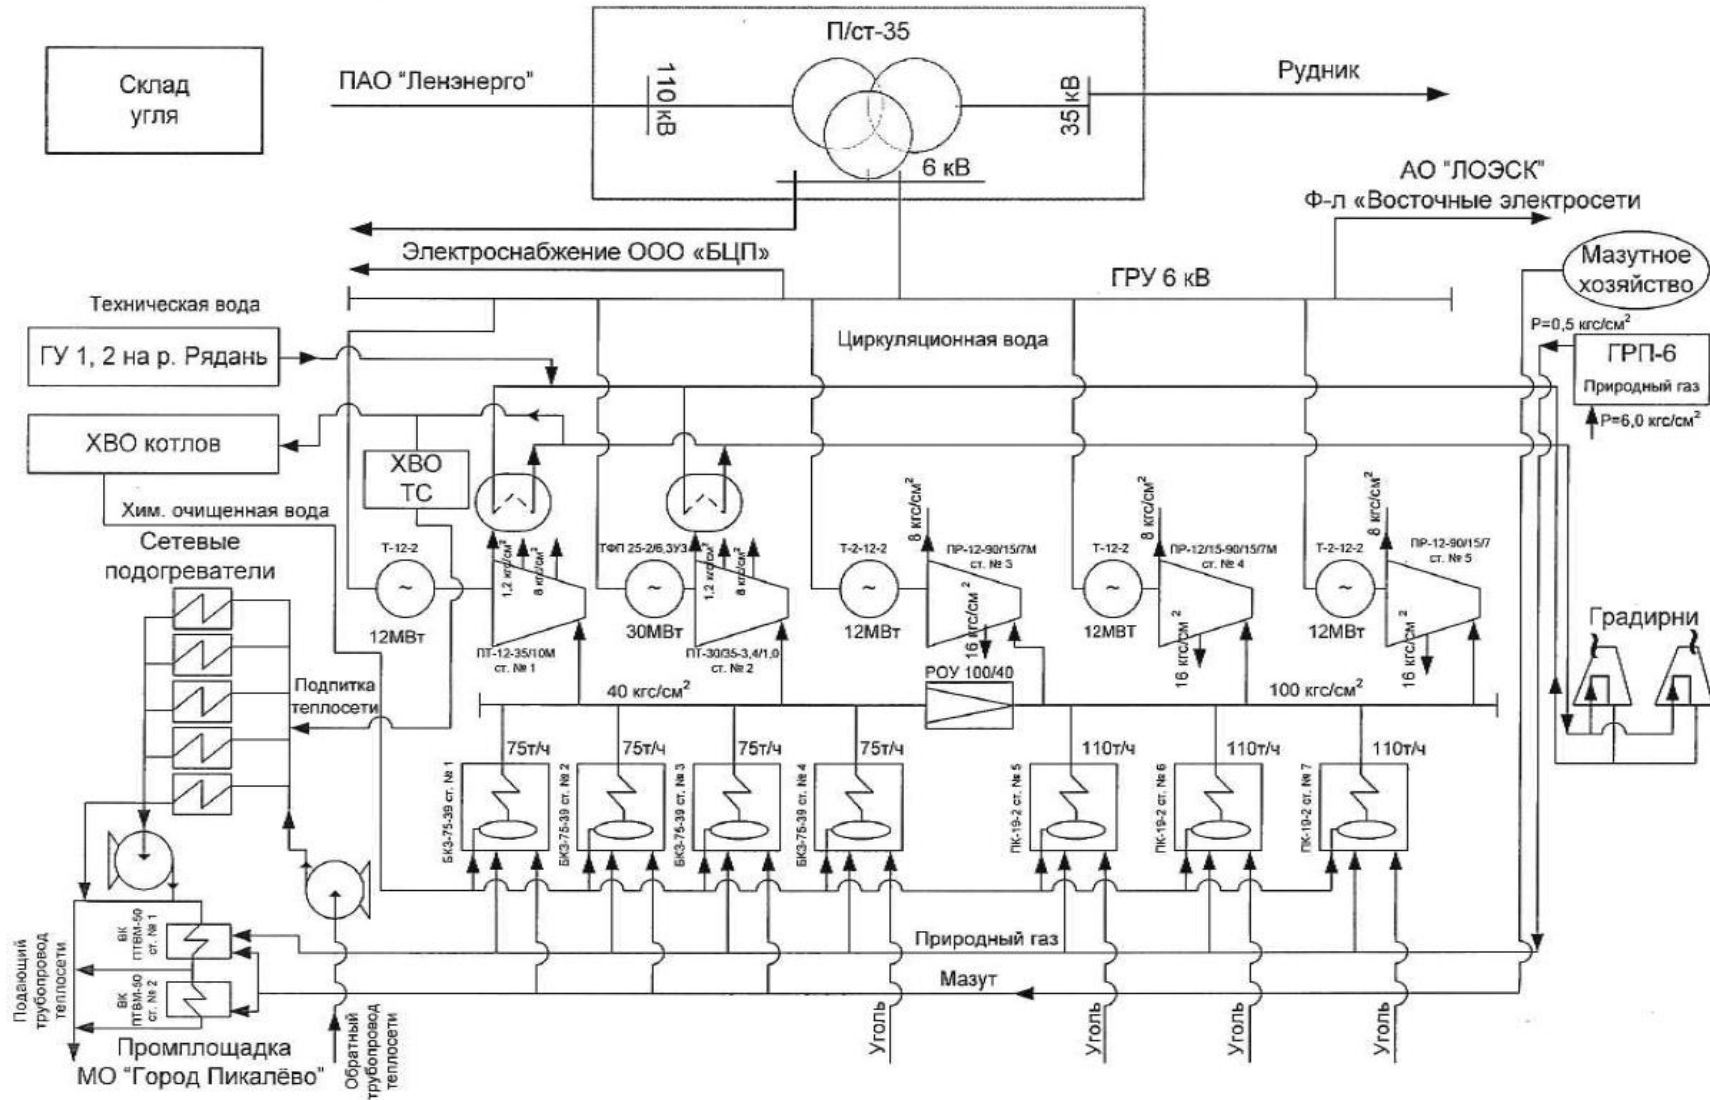 П/ст-35
Склад
угля
ПАО "Ленэнерго"
110 кВ
35 кВ
Рудник
6 кВ
АО "ЛОЭСК"
Ф-л «Восточные электросети
Электроснабжение ООО «БЦП»
ГРУ 6 кВ
Мазутное
хозяйство
Техническая вода
ГУ 1, 2 на р. Рядань
Циркуляционная вода
P=0,5 кгс/см²
ГРП-6
Природный газ
P=6,0 кгс/см²
ХВО котлов
ХВО
ТС
Хим. очищенная вода
Сетевые
подогреватели
Т-12-2
12МВт
1,2 кгс/см²
8 кгс/см²
ПТ-12-35/10М
ст. № 1
ТФП 25-2/6,3У3
30МВт
1,2 кгс/см²
8 кгс/см²
ПТ-30/35-3,4/1,0
ст. № 2
Т-2-12-2
12МВт
8 кгс/см²
ПР-12-90/15/7М
ст. № 3
16 кгс/см²
Т-12-2
12МВТ
8 кгс/см²
ПР-12/15-90/15/7М
ст. № 4
16 кгс/см²
Т-2-12-2
12МВт
8 кгс/см²
ПР-12-90/15/7
ст. № 5
16 кгс/см²
Градирни
Подпитка
теплосети
40 кгс/см²
РОУ 100/40
100 кгс/см²
75т/ч
75т/ч
75т/ч
75т/ч
110т/ч
110т/ч
110т/ч
БКЗ-75-39 ст. № 1
БКЗ-75-39 ст. № 2
БКЗ-75-39 ст. № 3
БКЗ-75-39 ст. № 4
ПК-19-2 ст. № 5
ПК-19-2 ст. № 6
ПК-19-2 ст. № 7
ВК
ПТВМ-50
ст. № 1
ВК
ПТВМ-50
ст. № 2
Подающий
трубопровод
теплосети
Природный газ
Мазут
Обратный
трубопровод
теплосети
Уголь
Уголь
Уголь
Уголь
Промплощадка
МО "Город Пикалёво"